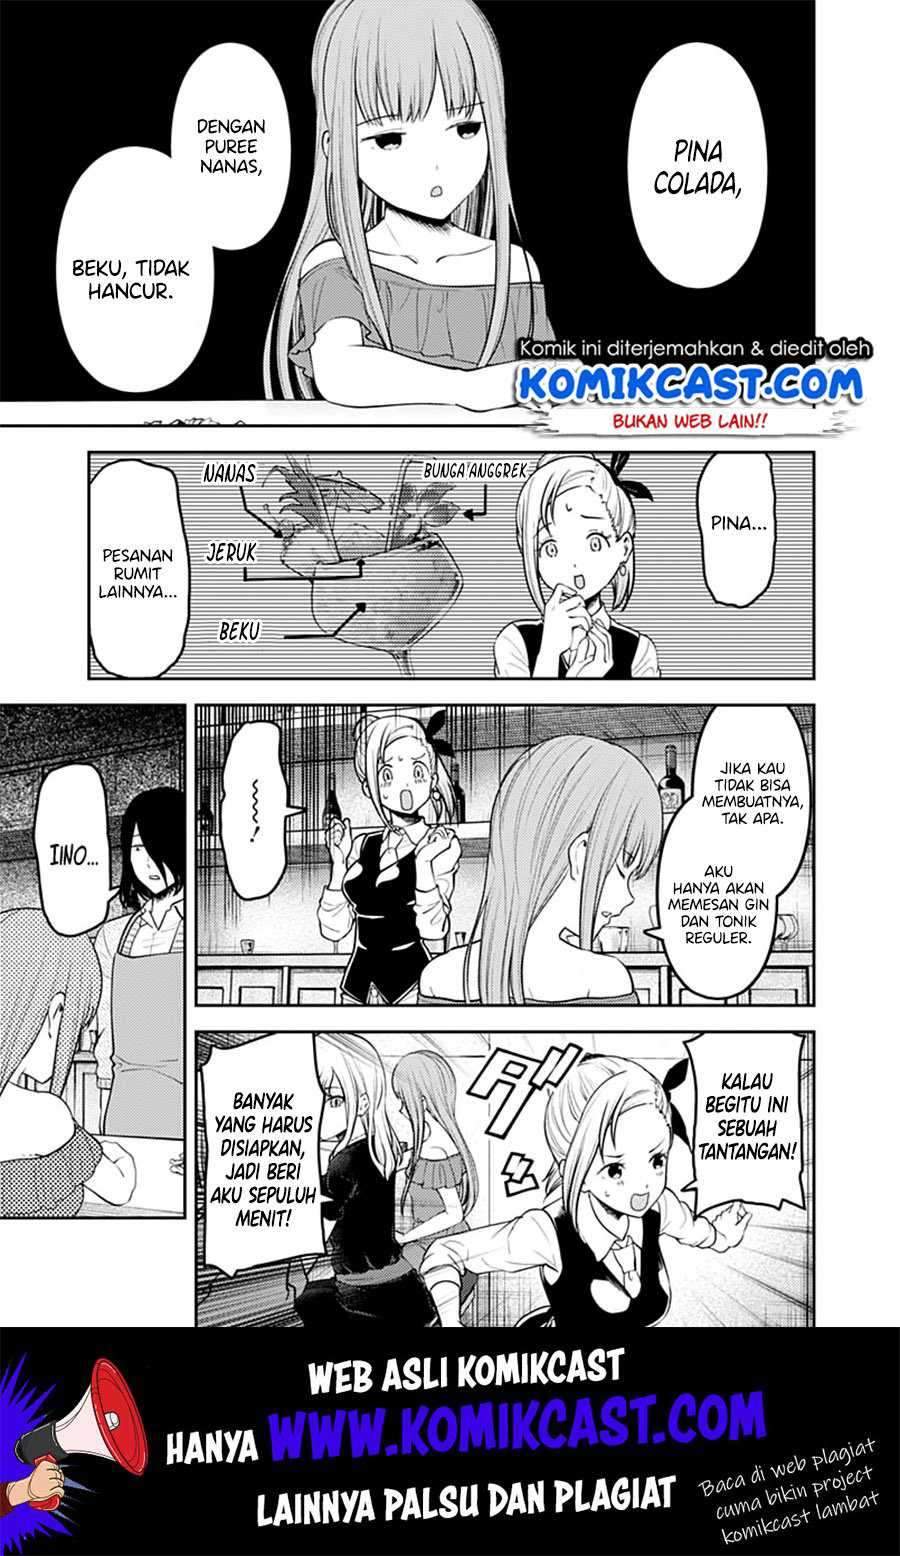 PINA
COLADA,
DENGAN
PUREE
NANAS,
BEKU, TIDAK
HANCUR.
Komik ini diterjemahkan & diedit oleh
KOMIKCAST.COM
BUKAN WEB LAIN!!
PINA...
NANAS
BUNGA ANGGREK
JERUK
BEKU
PESANAN
RUMIT
LAINNYA...
JIKA KAU
TIDAK BISA
MEMBUATNYA,
TAK APA.
AKU
HANYA AKAN
MEMESAN GIN
DAN TONIK
REGULER.
~~~!
IINO...
KALAU
BEGITU INI
SEBUAH
TANTANGAN!
ダッ
BANYAK
YANG HARUS
DISIAPKAN,
JADI BERI
AKU SEPULUH
MENIT!
WEB ASLI KOMIKCAST
HANYA WWW.KOMIKCAST.COM
LAINNYA PALSU DAN PLAGIAT
Baca di web plagiat
cuma bikin project
komikcast lambat